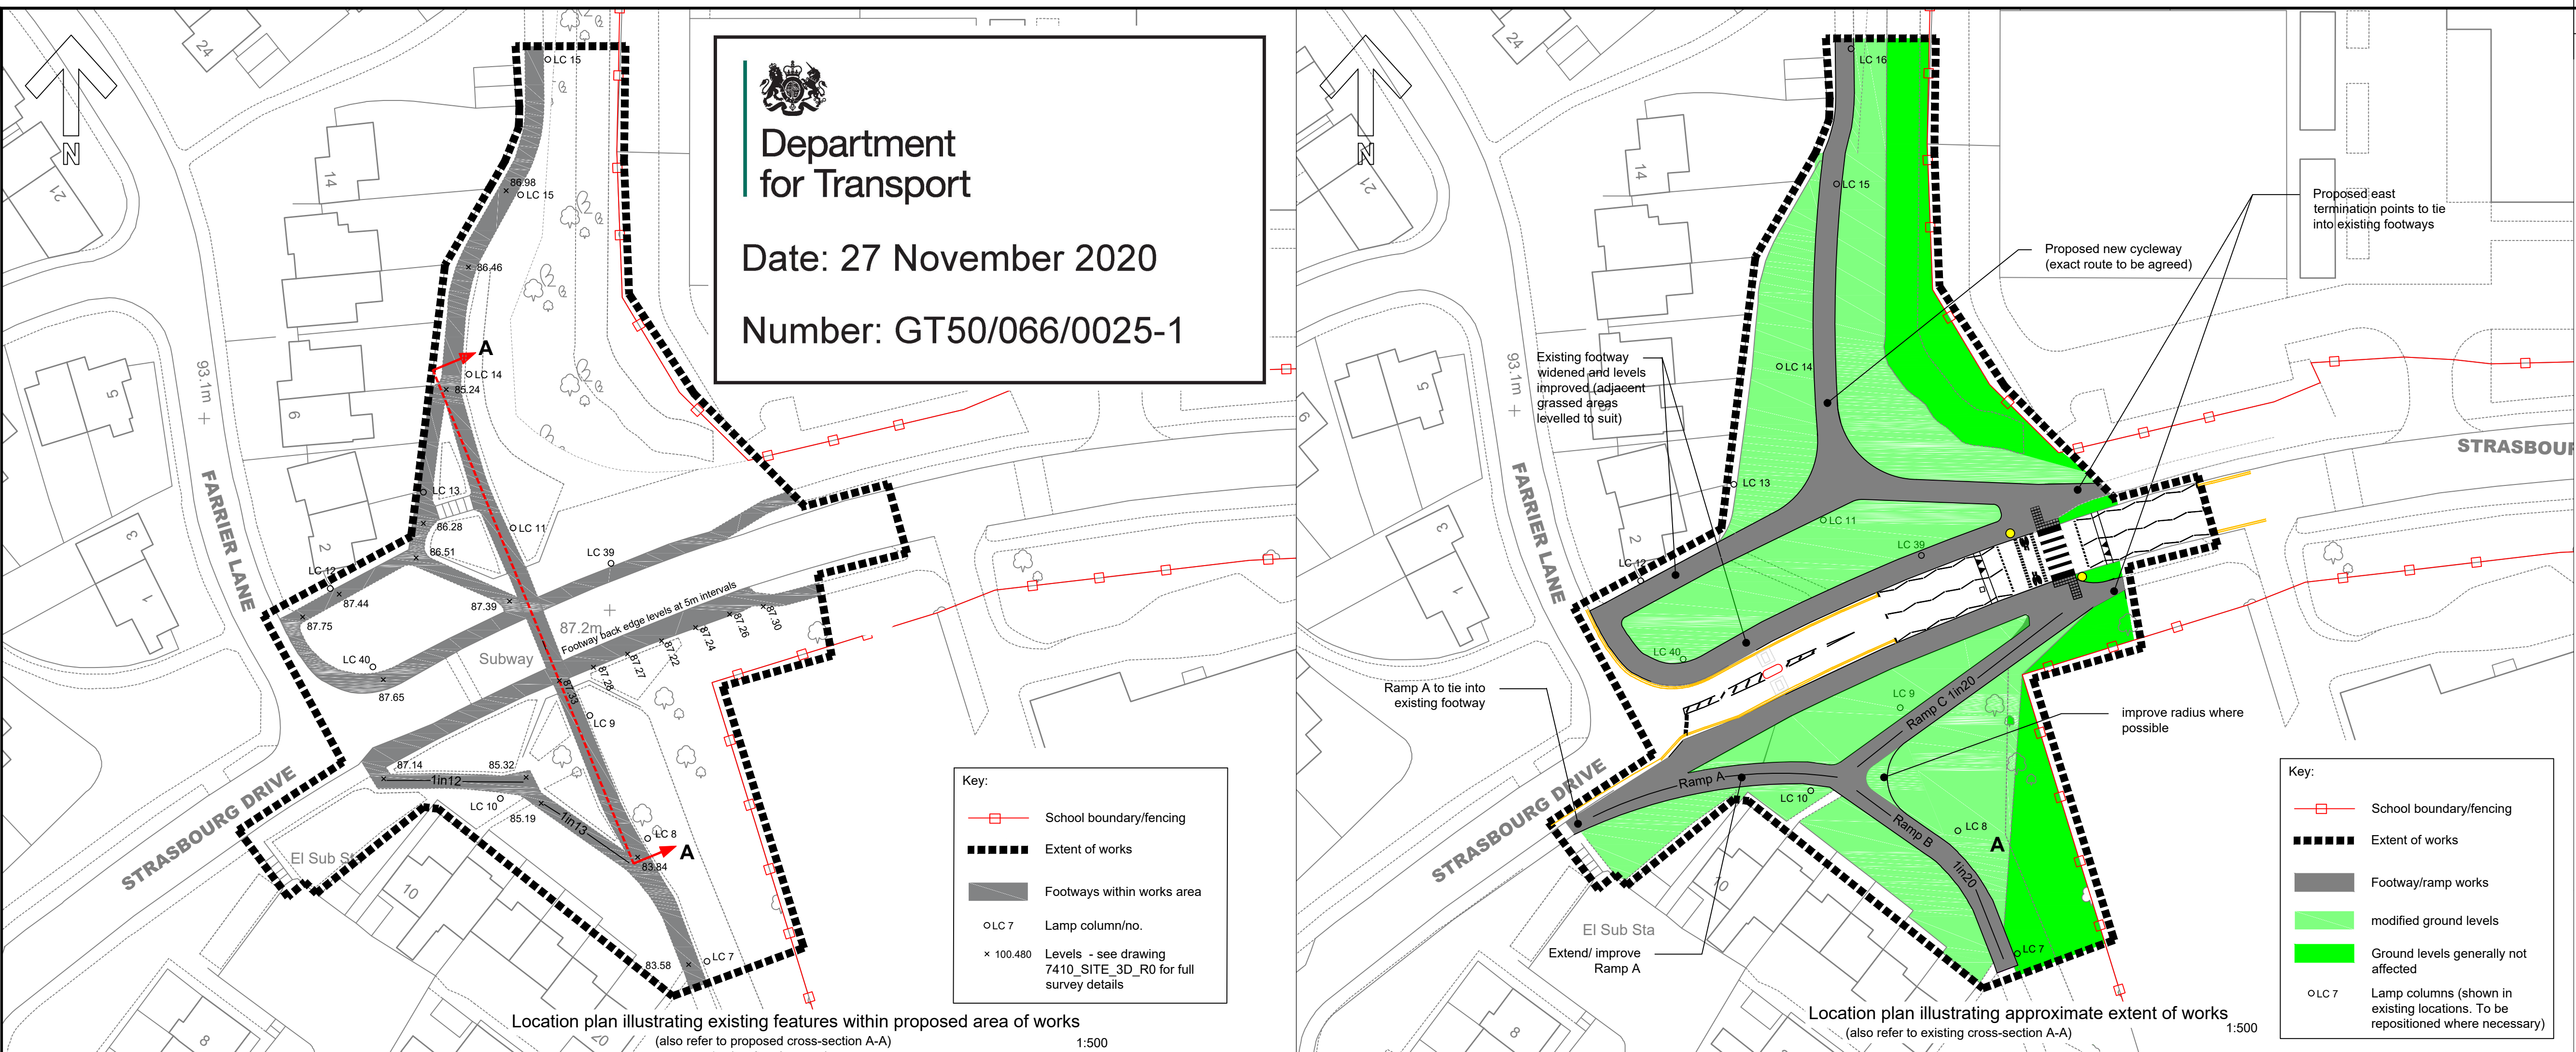 24
LC 15
N
21
14
86.98
LC 15
86.46
A
LC 14
85.24
93.1m
5
6
FARRIER LANE
LC 13
86.28
LC 11
3
2
86.51
LC 39
LC 12
87.44
87.39
1
87.75
87.2m
Footway back edge levels at 5m intervals
87.30
87.26
87.24
87.22
87.27
87.28
87.33
Subway
LC 40
87.65
LC 9
87.14
1in12
85.32
LC 10
85.19
1in13
STRASBOURG DRIVE
LC 8
A
83.84
El Sub S
10
83.58
LC 7
8
20
Department
for Transport
Date: 27 November 2020
Number: GT50/066/0025-1
Key:
School boundary/fencing
Extent of works
Footways within works area
LC 7
Lamp column/no.
100.480
Levels - see drawing
7410_SITE_3D_R0 for full
survey details
Location plan illustrating existing features within proposed area of works
(also refer to proposed cross-section A-A)
1:500
24
LC 16
N
21
14
LC 15
Proposed east
termination points to tie
into existing footways
Proposed new cycleway
(exact route to be agreed)
Existing footway
widened and levels
improved (adjacent
grassed areas
levelled to suit)
93.1m
LC 14
5
6
STRASBOUR
FARRIER LANE
LC 13
LC 11
3
2
LC 39
LC 12
1
LC 40
Ramp A to tie into
existing footway
LC 9
Ramp C 1in20
improve radius where
possible
STRASBOURG DRIVE
Ramp A
LC 10
LC 8
Ramp B
A
1in20
10
El Sub Sta
Extend/ improve
Ramp A
LC 7
8
Key:
School boundary/fencing
Extent of works
Footway/ramp works
modified ground levels
Ground levels generally not
affected
LC 7
Lamp columns (shown in
existing locations. To be
repositioned where necessary)
Location plan illustrating approximate extent of works
(also refer to existing cross-section A-A)
1:500